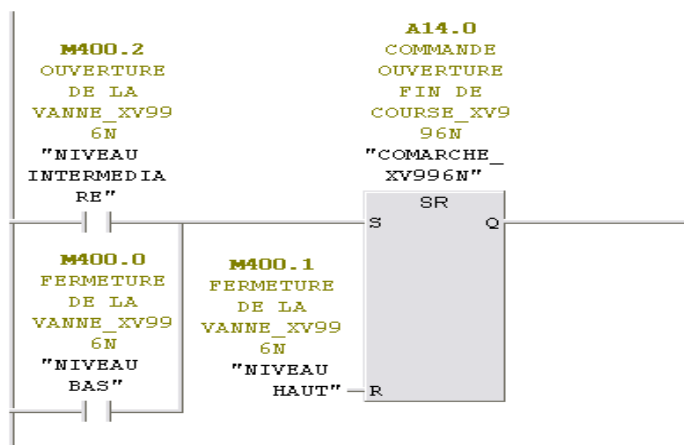 M400.2
OUVERTURE
DE LA
VANNE_XV99
6N
"NIVEAU
INTERMEDIA
RE"
A14.0
COMMANDE
OUVERTURE
FIN DE
COURSE_XV9
96N
"COMARCHE_
XV996N"
SR
S
Q
M400.0
FERMETURE
DE LA
VANNE_XV99
6N
"NIVEAU
BAS"
M400.1
FERMETURE
DE LA
VANNE_XV99
6N
"NIVEAU
HAUT"
R